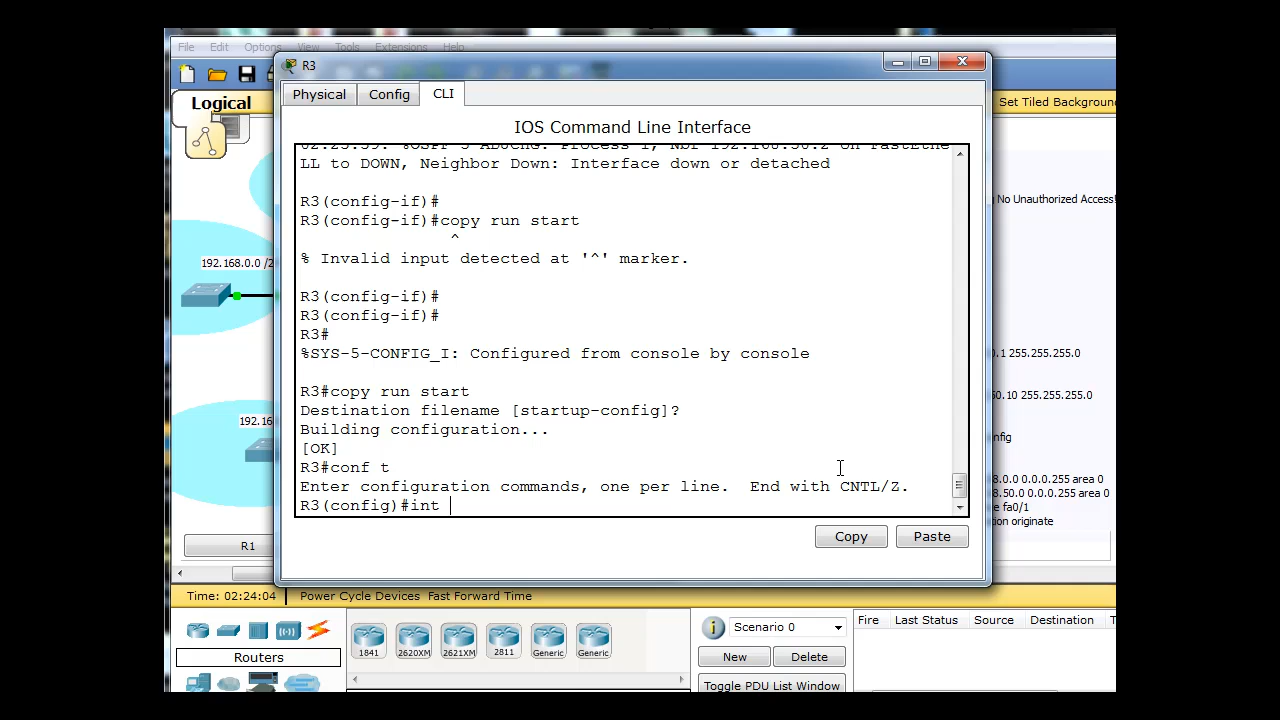 File Edit Options View Tools Extensions Help
R3
Logical
Set Tiled Background
Physical Config CLI
IOS Command Line Interface
LL to DOWN, Neighbor Down: Interface down or detached
R3(config-if)#
R3(config-if)#copy run start
^
% Invalid input detected at '^' marker.
R3(config-if)#
R3(config-if)#
R3#
%SYS-5-CONFIG_I: Configured from console by console
R3#copy run start
Destination filename [startup-config]?
Building configuration...
[OK]
R3#conf t
Enter configuration commands, one per line.  End with CNTL/Z.
R3(config)#int
Copy Paste
192.168.0.0 /2
192.16
R1
No Unauthorized Access!
0.1 255.255.255.0
50.10 255.255.255.0
nfig
8.0.0 0.0.0.255 area 0
8.50.0 0.0.0.255 area 0
e fa0/1
tion originate
Time: 02:24:04 Power Cycle Devices Fast Forward Time
Routers
1841 2620XM 2621XM 2811 Generic Generic
Scenario 0
New Delete
Toggle PDU List Window
Fire Last Status Source Destination T